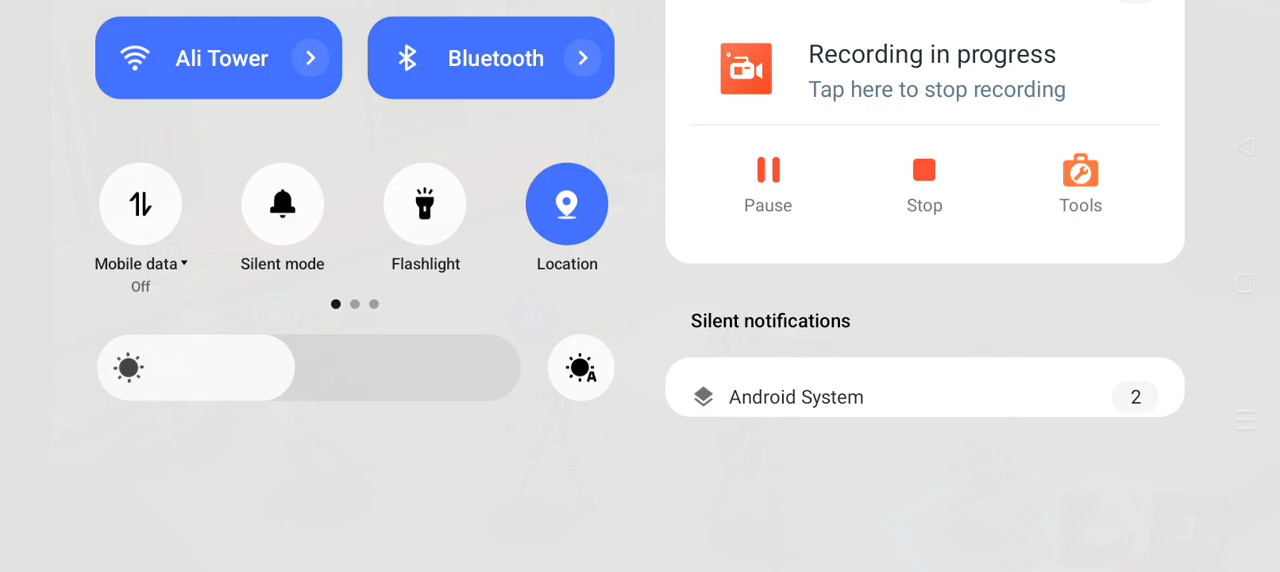 Ali Tower
Bluetooth
Mobile data
Off
Silent mode
Flashlight
Location
A
Recording in progress
Tap here to stop recording
Pause
Stop
Tools
Silent notifications
Android System
2